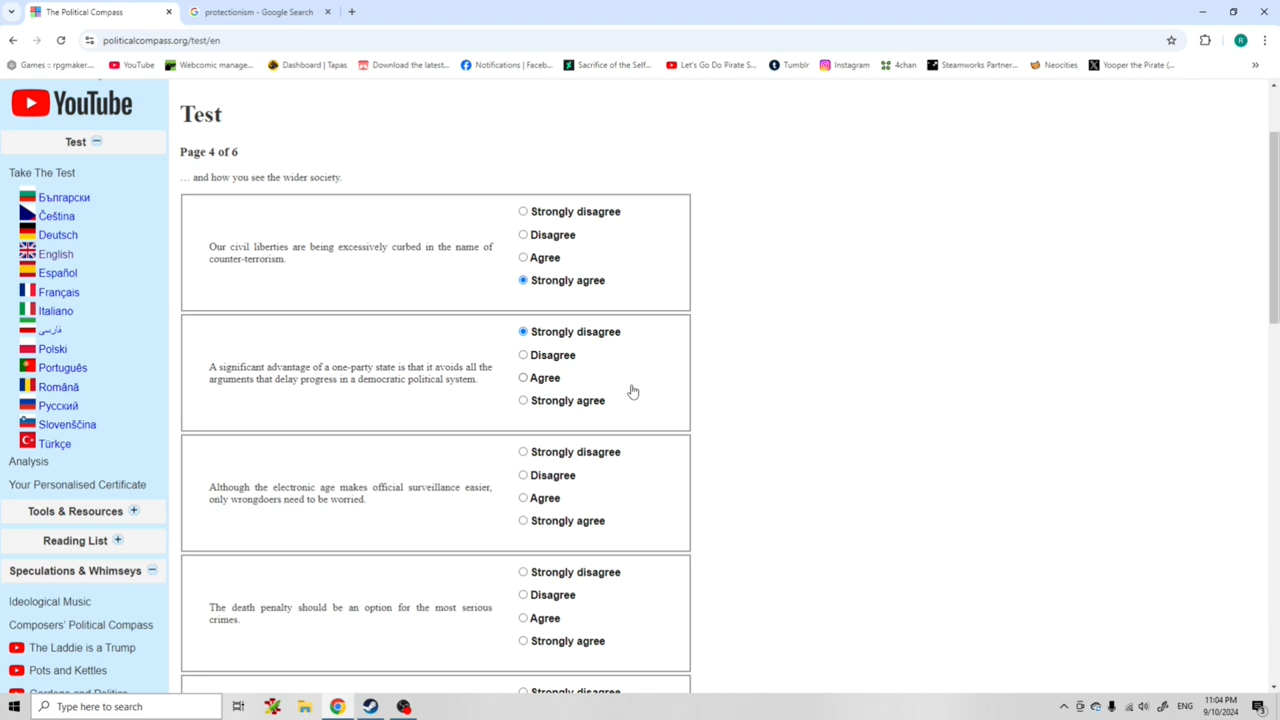 The Political Compass
protectionism - Google Search
politicalcompass.org/test/en
Games :: rpgmaker....
YouTube
Webcomic manage...
Dashboard | Tapas
Download the latest...
Notifications | Faceb...
Sacrifice of the Self...
Let's Go Do Pirate S...
Tumblr
Instagram
4chan
Steamworks Partner...
Neocities
Yooper the Pirate (...
YouTube
Test
Take The Test
Български
Čeština
Deutsch
English
Español
Français
Italiano
فارسی
Polski
Português
Română
Русский
Slovenščina
Türkçe
Analysis
Your Personalised Certificate
Tools & Resources
Reading List
Speculations & Whimseys
Ideological Music
Composers' Political Compass
The Laddie is a Trump
Pots and Kettles
Gardens and Politics
Test
Page 4 of 6
… and how you see the wider society.
Our civil liberties are being excessively curbed in the name of
counter-terrorism.
Strongly disagree
Disagree
Agree
Strongly agree
A significant advantage of a one-party state is that it avoids all the
arguments that delay progress in a democratic political system.
Strongly disagree
Disagree
Agree
Strongly agree
Although the electronic age makes official surveillance easier,
only wrongdoers need to be worried.
Strongly disagree
Disagree
Agree
Strongly agree
The death penalty should be an option for the most serious
crimes.
Strongly disagree
Disagree
Agree
Strongly agree
Strongly disagree
Type here to search
ENG
11:04 PM
9/10/2024